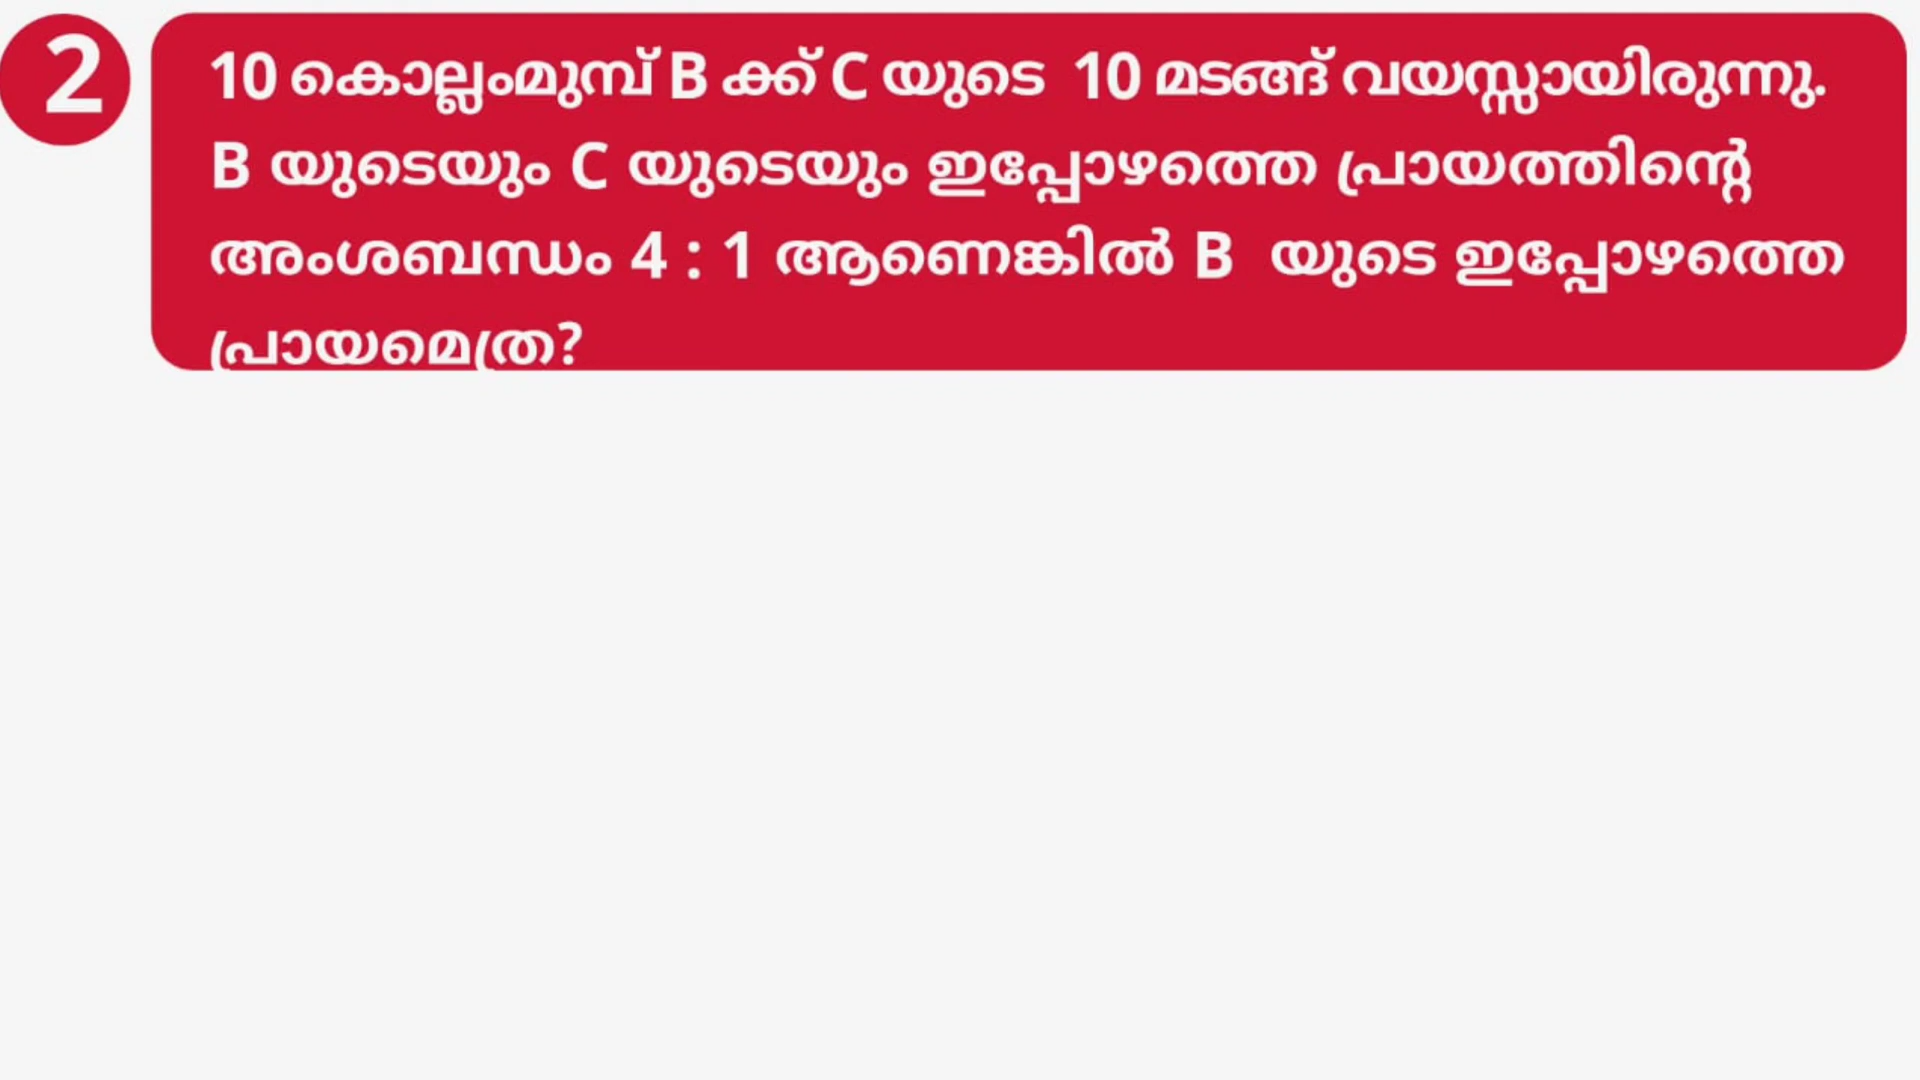 2
10 കൊല്ലംമുമ്പ് B ക്ക് C യുടെ 10 മടങ്ങ് വയസ്സായിരുന്നു.
B യുടെയും C യുടെയും ഇപ്പോഴത്തെ പ്രായത്തിന്റെ
അംശബന്ധം 4 : 1 ആണെങ്കിൽ B യുടെ ഇപ്പോഴത്തെ
പ്രായമെത്ര?